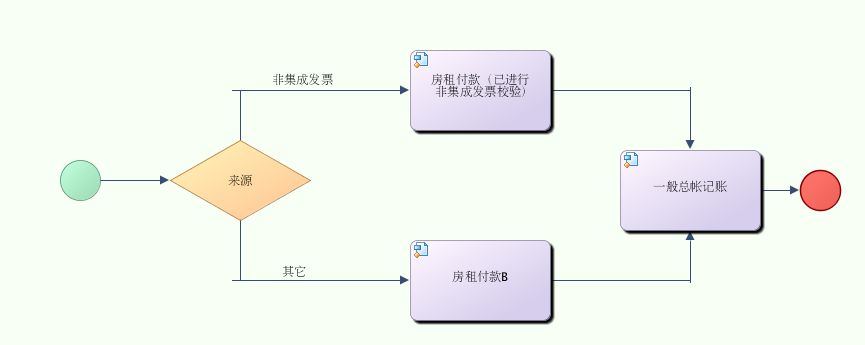 非集成发票
房租付款（已进行
非集成发票校验）
来源
一般总帐记账
其它
房租付款B